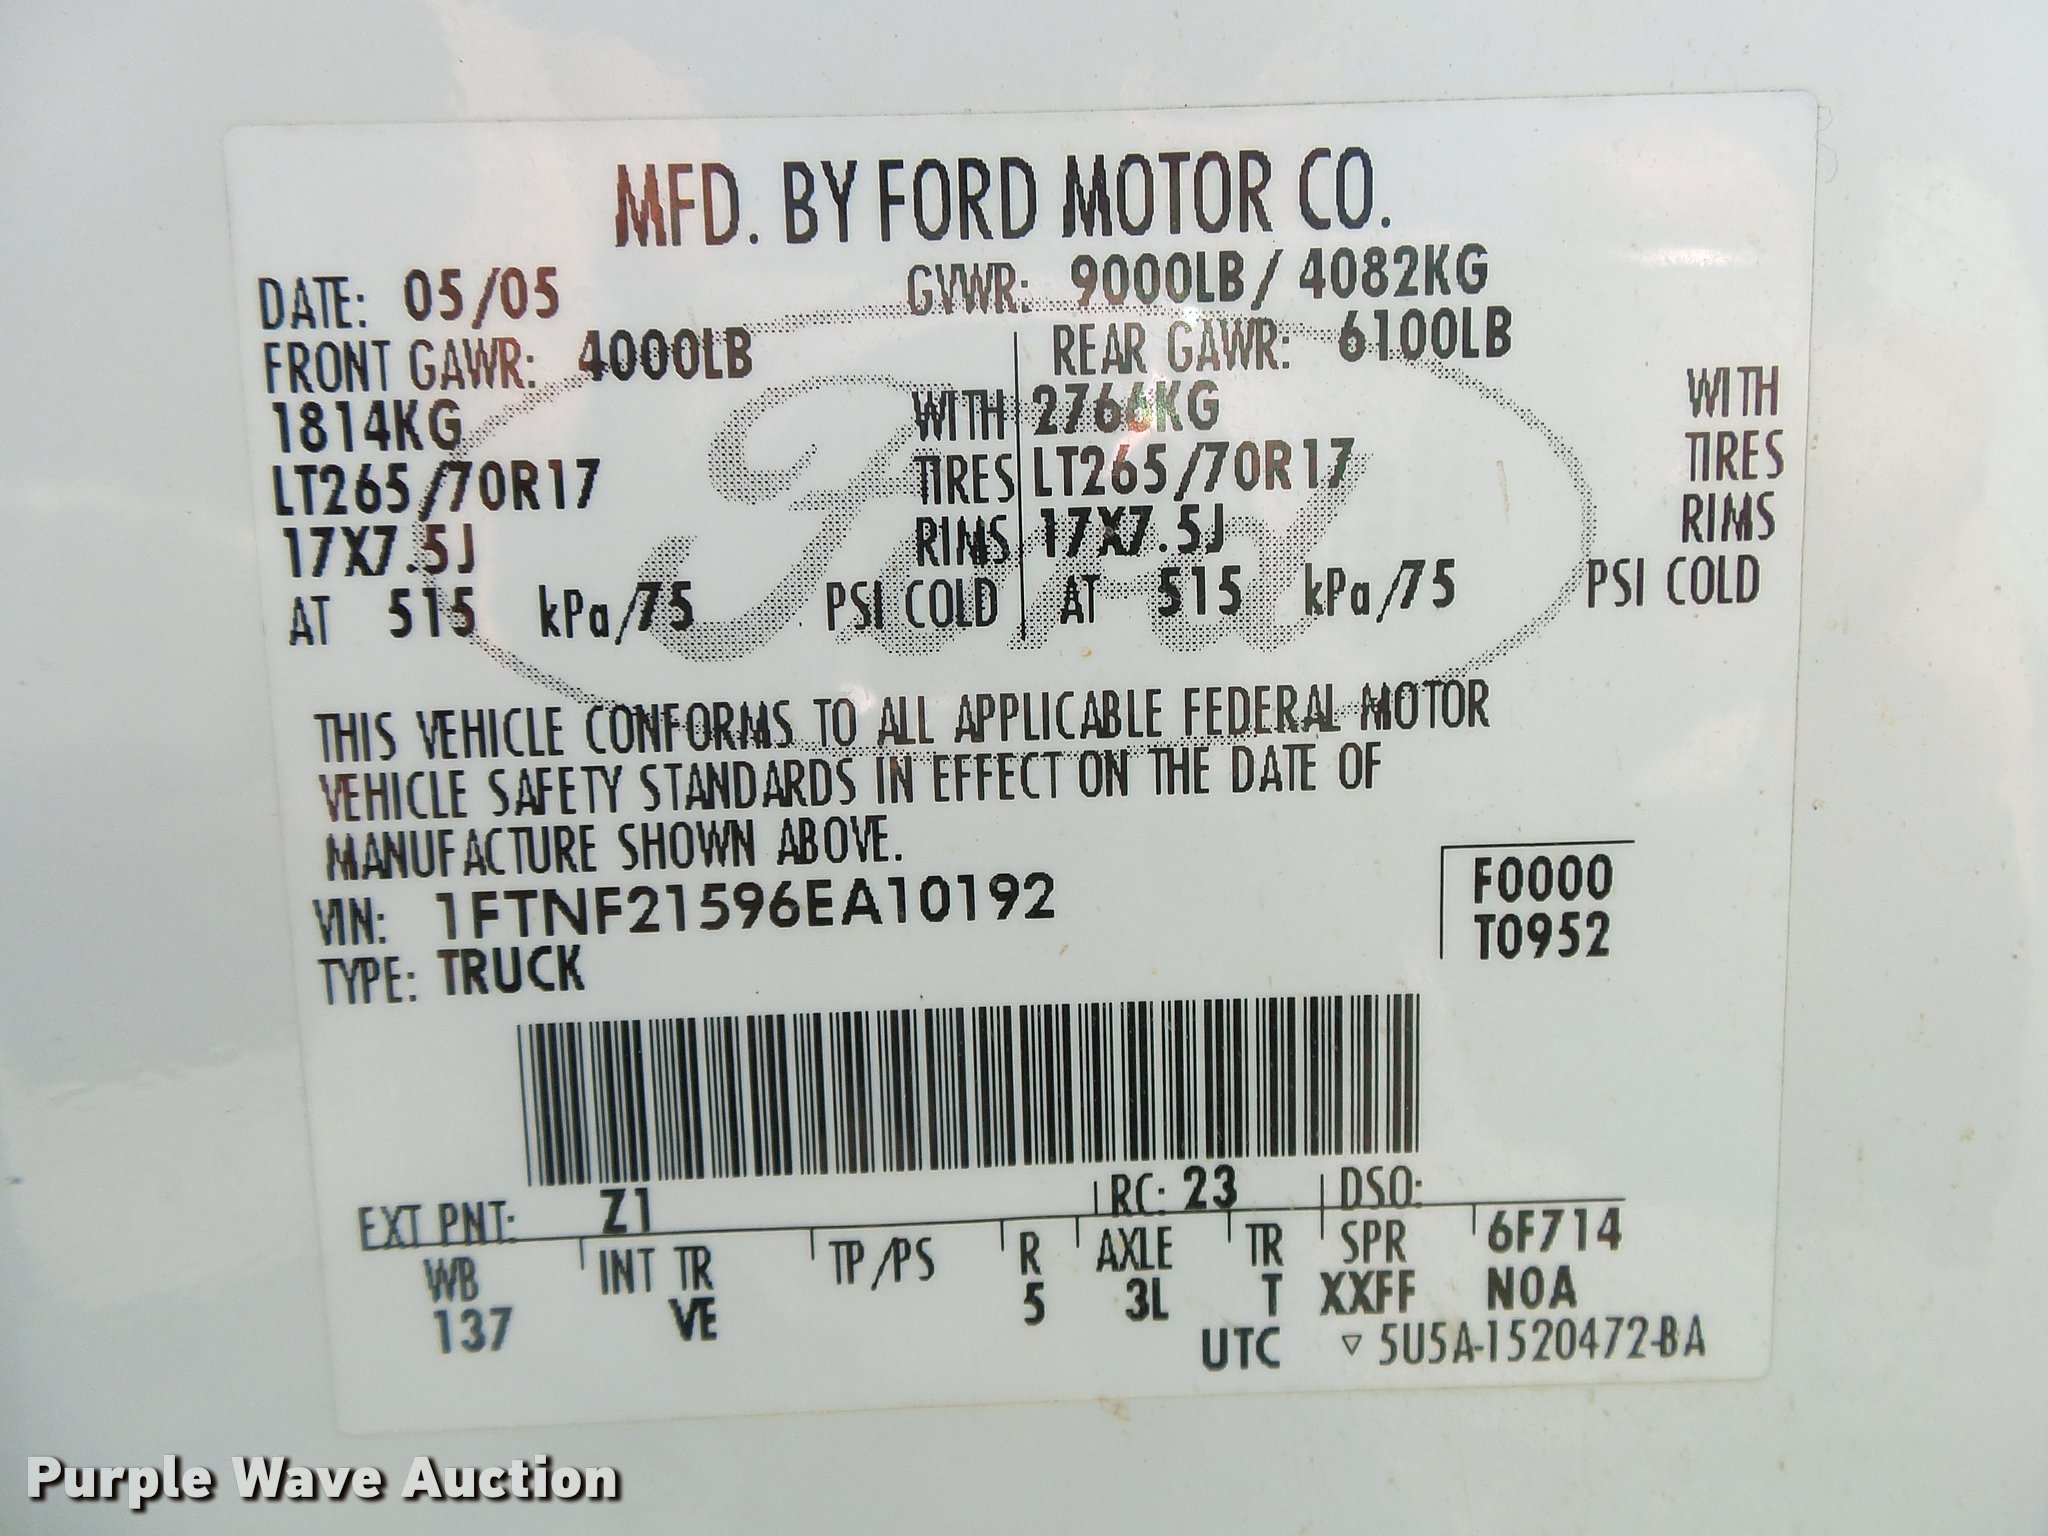 MFD. BY FORD MOTOR CO.
DATE: 05/05 GVWR: 9000LB/ 4082KG
FRONT GAWR: 4000LB REAR GAWR: 6100LB
1814KG WITH 2766KG WITH
LT265/70R17 TIRES LT265/70R17 TIRES
17X7.5J RIMS 17X7.5J RIMS
AT 515 kPa/75 PSI COLD AT 515 kPa/75 PSI COLD
Ford
THIS VEHICLE CONFORMS TO ALL APPLICABLE FEDERAL MOTOR
VEHICLE SAFETY STANDARDS IN EFFECT ON THE DATE OF
MANUFACTURE SHOWN ABOVE.
VIN: 1FTNF21596EA10192
F0000
T0952
TYPE: TRUCK
EXT PNT: Z1 RC: 23 DSO:
WB INT TR TP/PS R AXLE TR SPR 6F714
137 VE 5 3L T XXFF N0A
UTC ▽ 5U5A-1520472-BA
Purple Wave Auction